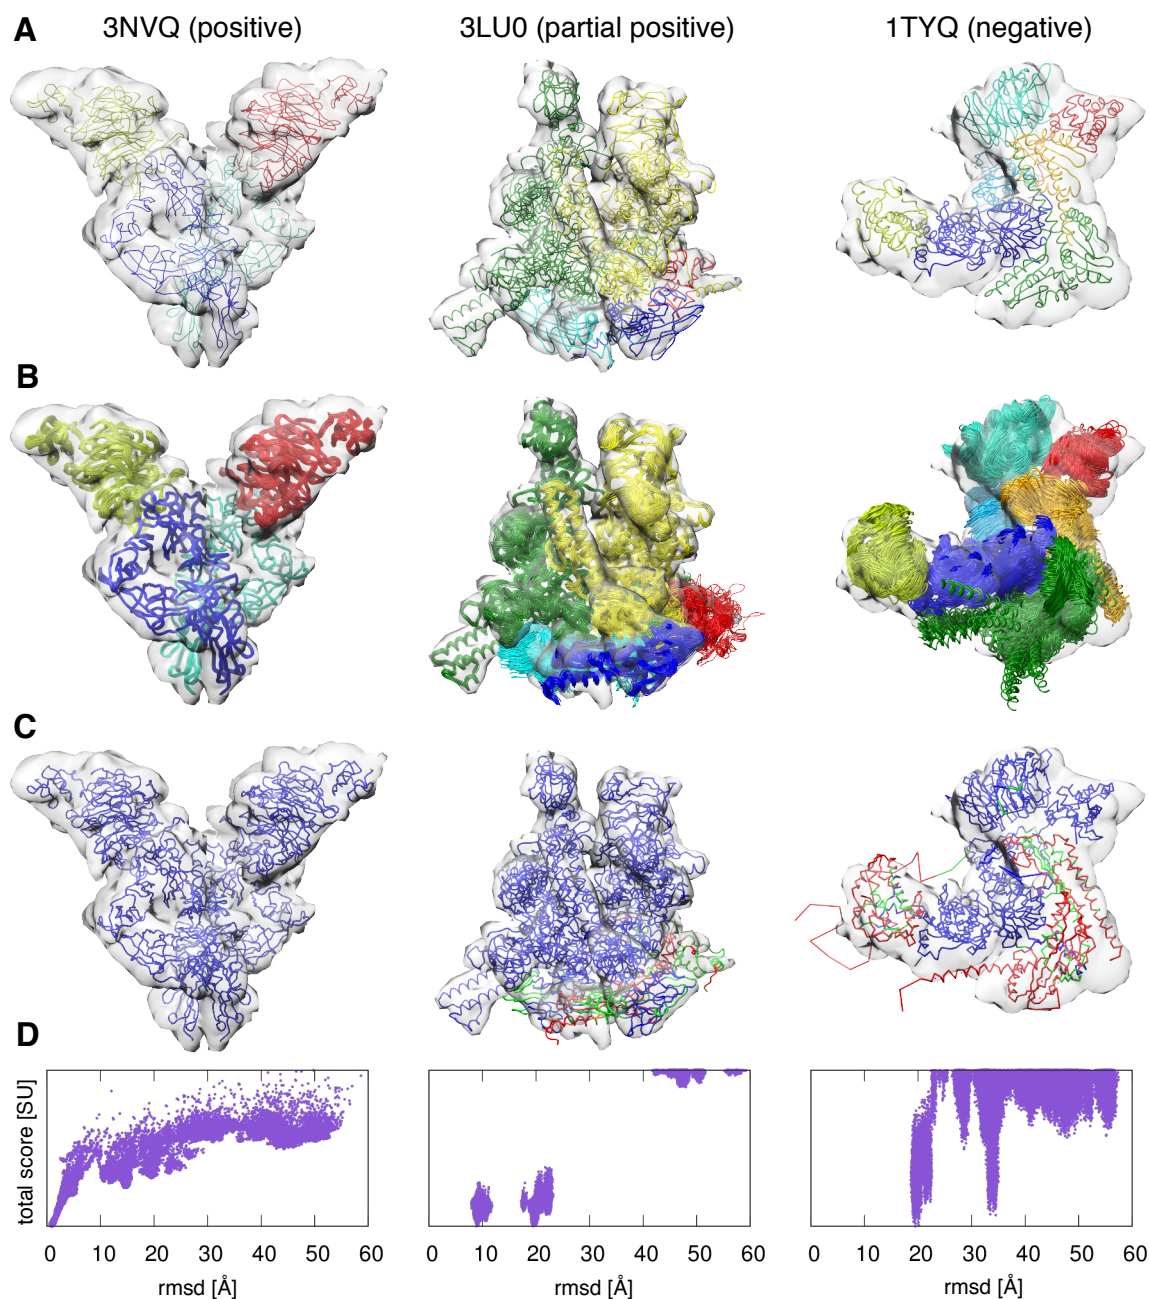 A 3NVQ (positive) 3LU0 (partial positive) 1TYQ (negative)
B
C
D
total score [SU]
0 10 20 30 40 50 60 0 10 20 30 40 50 60 0 10 20 30 40 50 60
rmsd [Å] rmsd [Å] rmsd [Å]